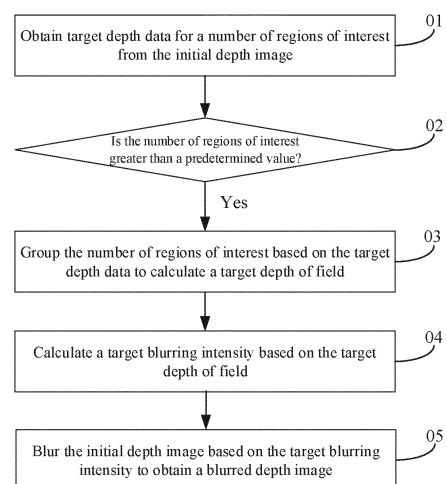 01
Obtain target depth data for a number of regions of interest
from the initial depth image
02
Is the number of regions of interest
greater than a predetermined value?
Yes
03
Group the number of regions of interest based on the target
depth data to calculate a target depth of field
04
Calculate a target blurring intensity based on the target
depth of field
05
Blur the initial depth image based on the target blurring
intensity to obtain a blurred depth image